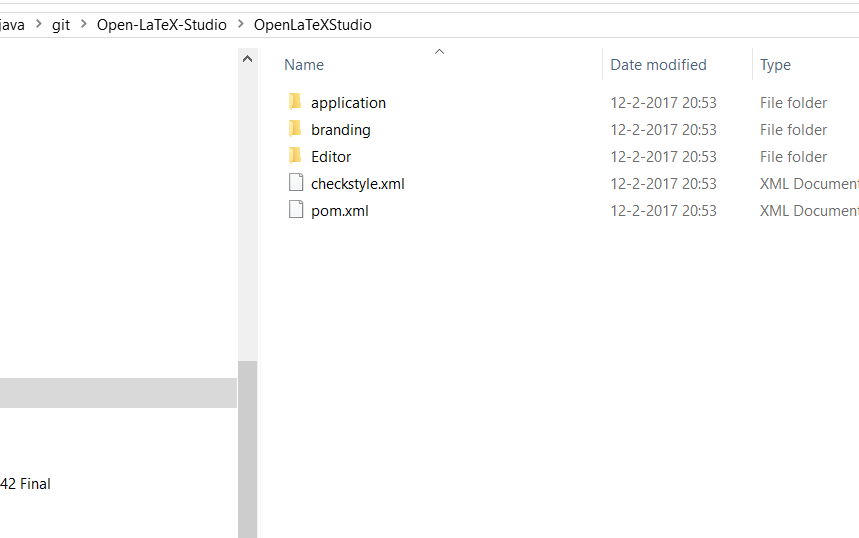 java > git > Open-LaTeX-Studio > OpenLaTeXStudio
Name Date modified Type
application 12-2-2017 20:53 File folder
branding 12-2-2017 20:53 File folder
Editor 12-2-2017 20:53 File folder
checkstyle.xml 12-2-2017 20:53 XML Document
pom.xml 12-2-2017 20:53 XML Document
42 Final